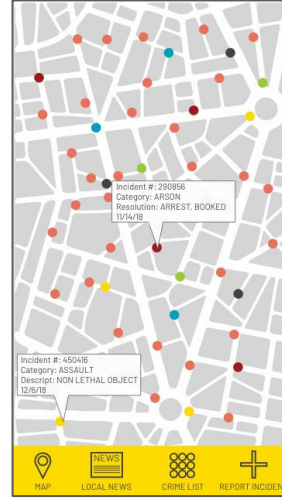 Incident #: 290856
Category: ARSON
Resolution: ARREST, BOOKED
11/14/18
Incident #: 450416
Category: ASSAULT
Descript: NON LETHAL OBJECT
12/6/18
NEWS
MAP
LOCAL NEWS
CRIME LIST
REPORT INCIDEN